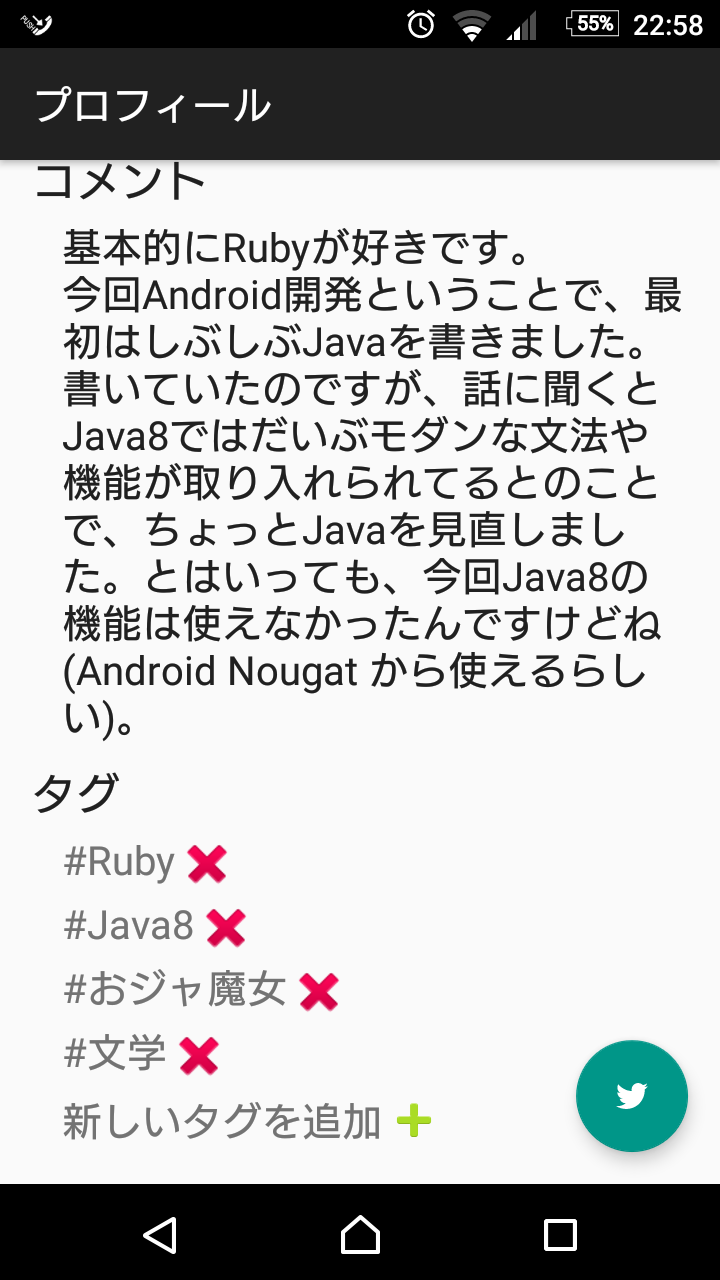 PUSH
55%
22:58
プロフィール
コメント
基本的にRubyが好きです。
今回Android開発ということで、最
初はしぶしぶJavaを書きました。
書いていたのですが、話に聞くと
Java8ではだいぶモダンな文法や
機能が取り入れられてるとのこと
で、ちょっとJavaを見直しまし
た。とはいっても、今回Java8の
機能は使えなかったんですけどね
(Android Nougat から使えるらし
い)。
タグ
#Ruby
#Java8
#おジャ魔女
#文学
新しいタグを追加